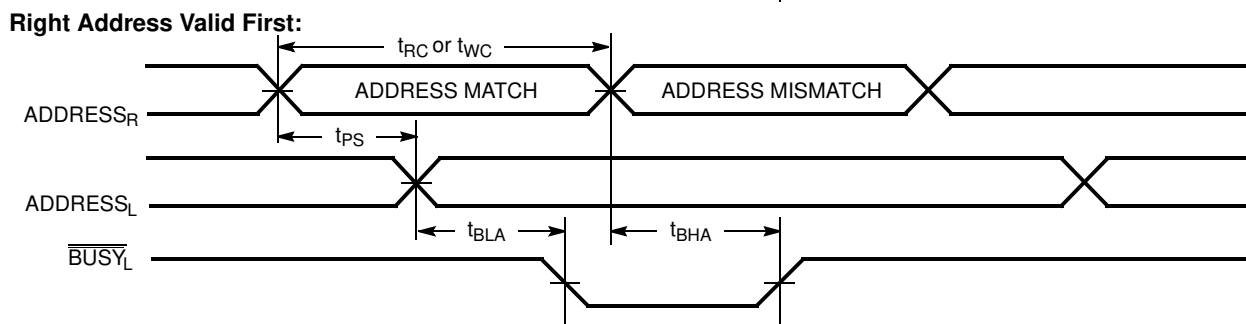 Right Address Valid First:
tRC or tWC
ADDRESS MATCH
ADDRESS MISMATCH
ADDRESSR
tPS
ADDRESSL
tBLA
tBHA
BUSYL